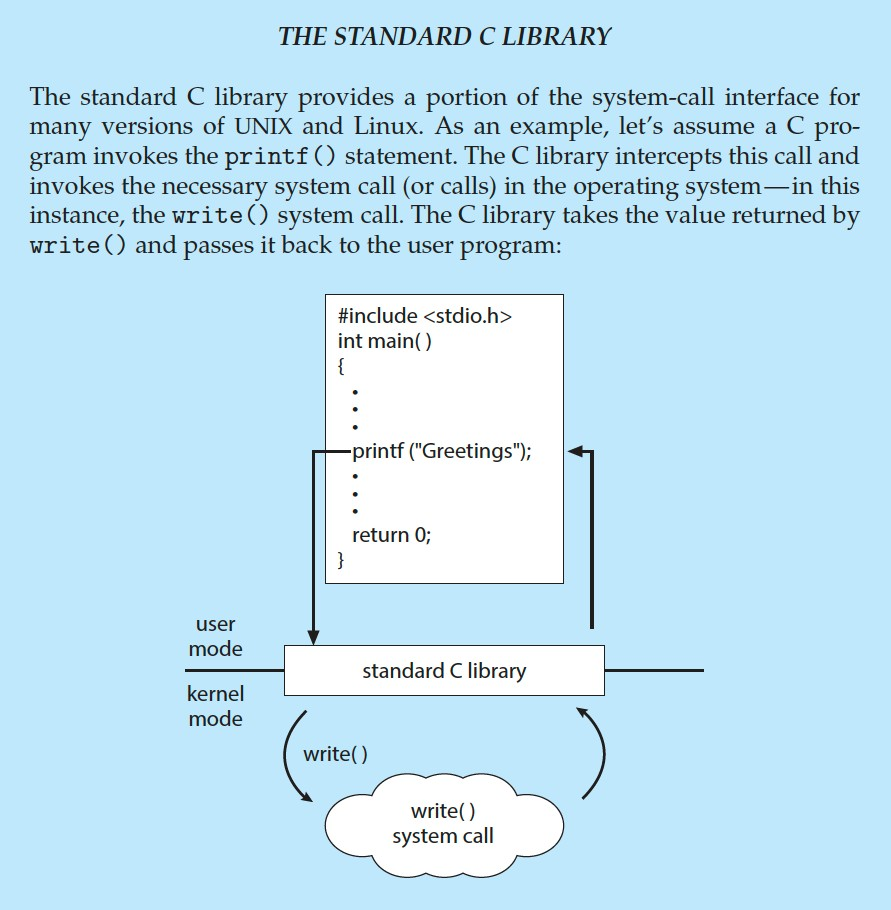 THE STANDARD C LIBRARY
The standard C library provides a portion of the system-call interface for
many versions of UNIX and Linux. As an example, let's assume a C pro-
gram invokes the printf() statement. The C library intercepts this call and
invokes the necessary system call (or calls) in the operating system—in this
instance, the write() system call. The C library takes the value returned by
write() and passes it back to the user program:
#include <stdio.h>
int main( )
{
•
•
•
printf ("Greetings");
•
•
•
return 0;
}
user
mode
standard C library
kernel
mode
write( )
write( )
system call